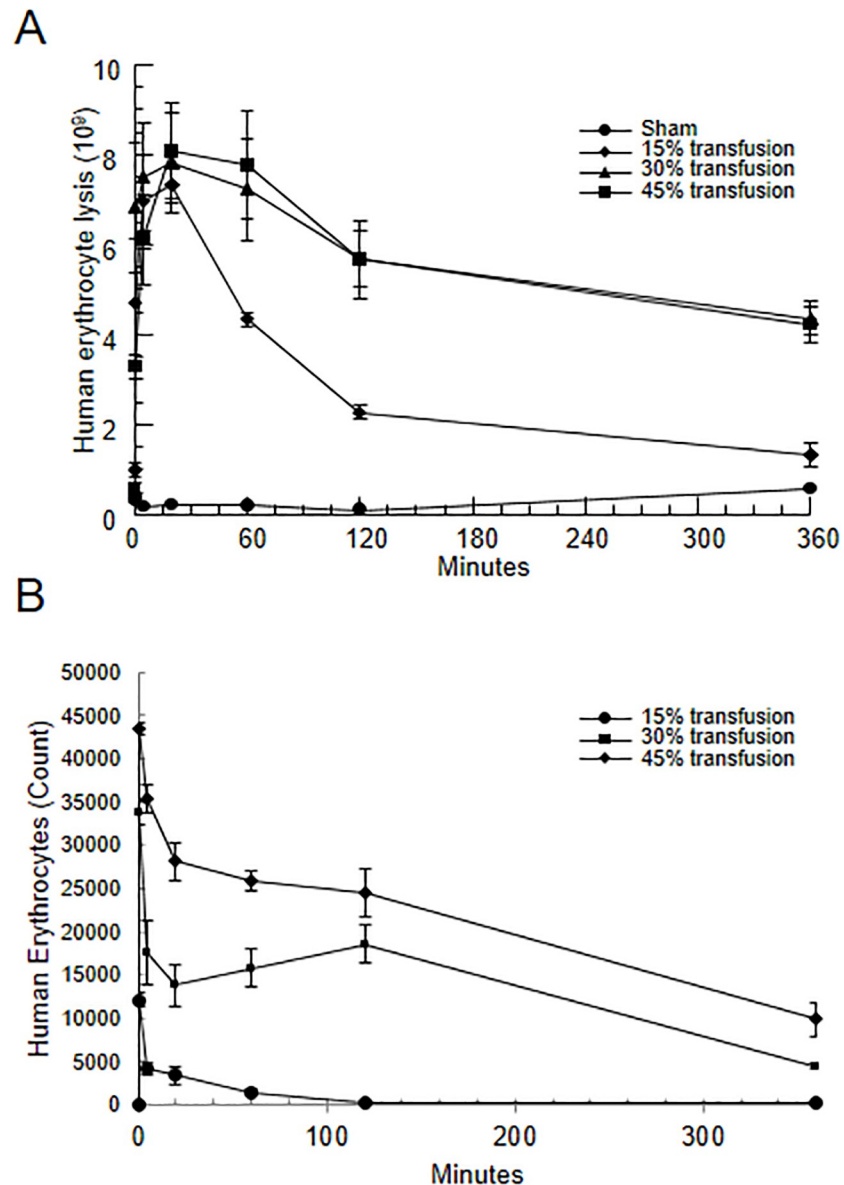 A
Human erythrocyte lysis (10⁹)
10
8
6
4
2
0
Sham
15% transfusion
30% transfusion
45% transfusion
0 60 120 180 240 300 360
Minutes
B
Human Erythrocytes (Count)
50000
45000
40000
35000
30000
25000
20000
15000
10000
5000
0
15% transfusion
30% transfusion
45% transfusion
0 100 200 300
Minutes